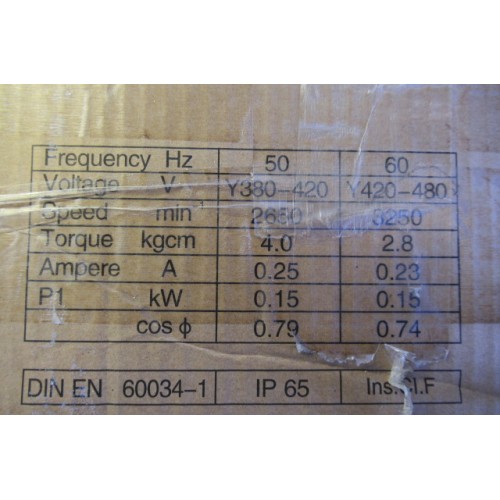 Frequency Hz 50 60
Voltage V Y380-420 Y420-480
Speed min⁻¹ 2650 3250
Torque kgcm 4.0 2.8
Ampere A 0.25 0.23
P1 kW 0.15 0.15
cos ϕ 0.79 0.74
DIN EN 60034-1 IP 65 Ins.Cl.F